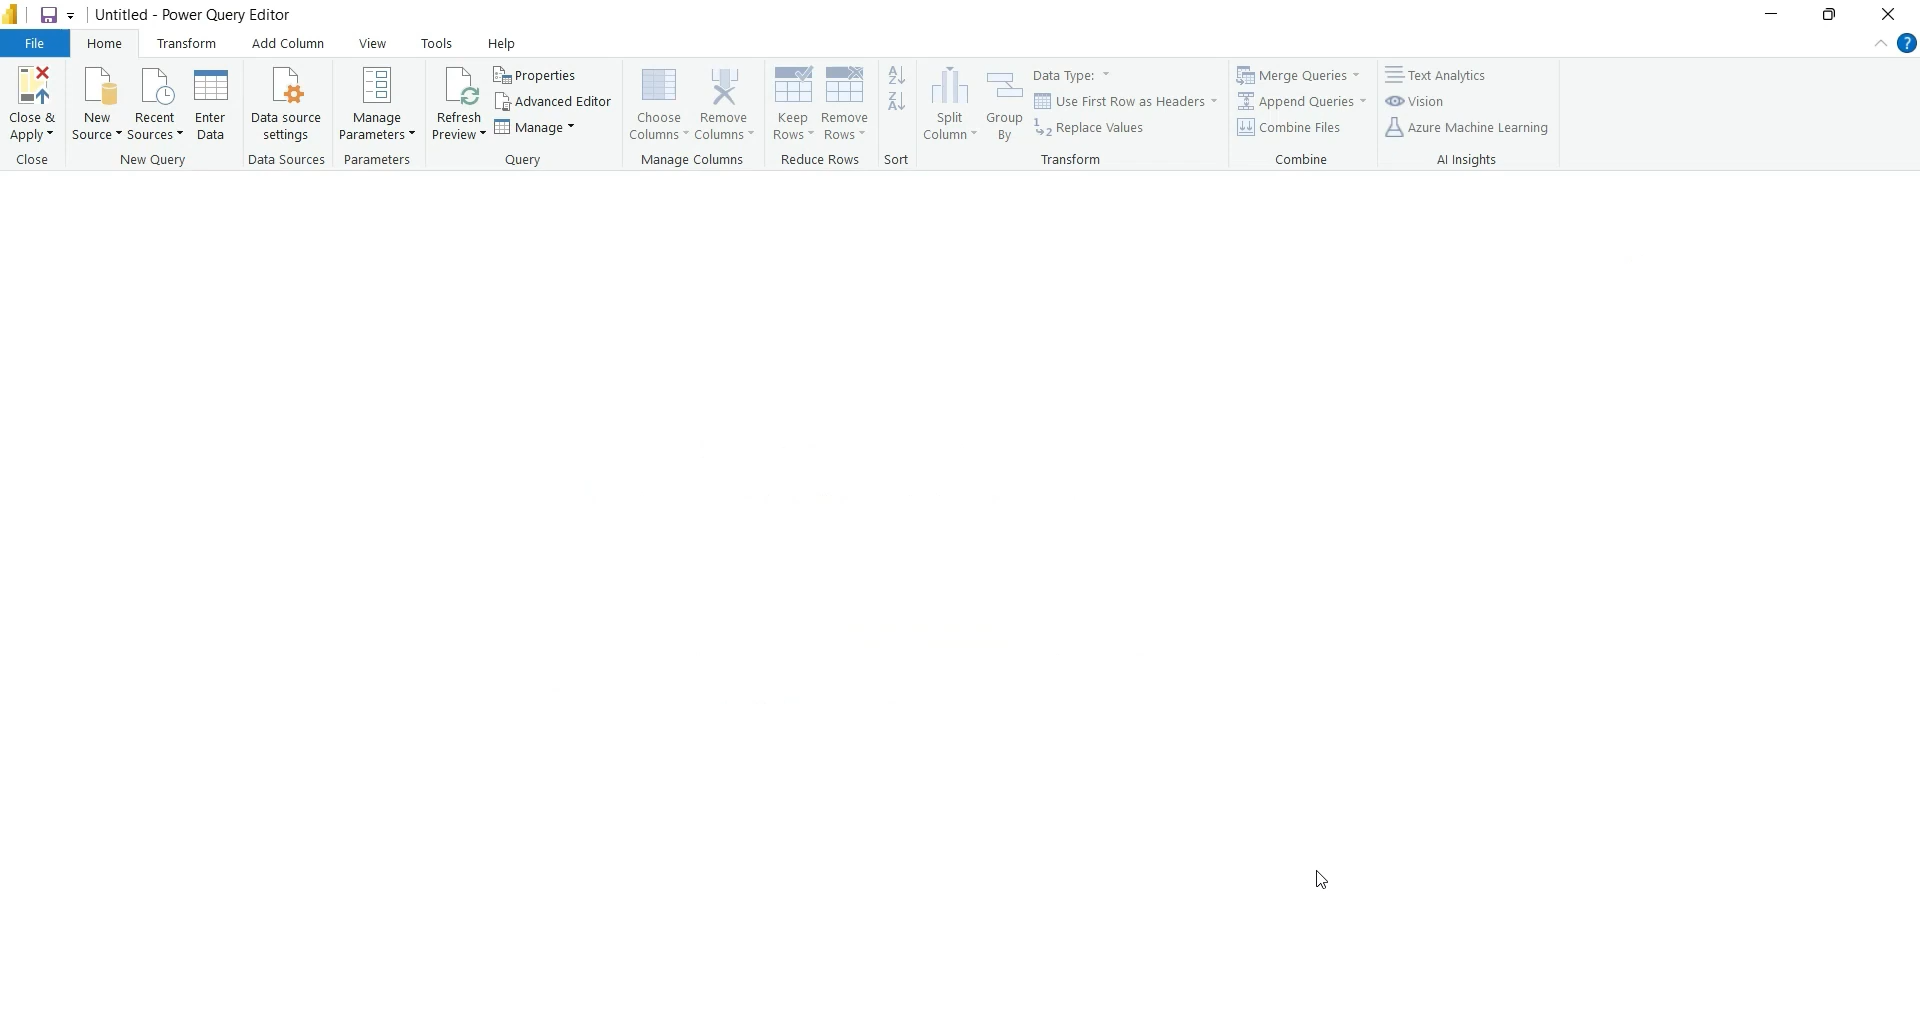 Untitled - Power Query Editor
File Home Transform Add Column View Tools Help
?
Close & Apply
Close
New Source
Recent Sources
Enter Data
New Query
Data source settings
Data Sources
Manage Parameters
Parameters
Refresh Preview
Properties
Advanced Editor
Manage
Query
Choose Columns
Remove Columns
Manage Columns
Keep Rows
Remove Rows
Reduce Rows
A Z
Z A
Sort
Split Column
Group By
Data Type:
Use First Row as Headers
1 2 Replace Values
Transform
Merge Queries
Append Queries
Combine Files
Combine
Text Analytics
Vision
Azure Machine Learning
AI Insights